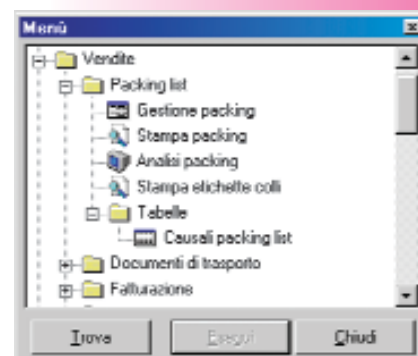 Menù
Vendite
Packing list
Gestione packing
Stampa packing
Analisi packing
Stampa etichette colli
Tabelle
Causali packing list
Documenti di trasporto
Fatturazione
Trova Esegui Chiudi